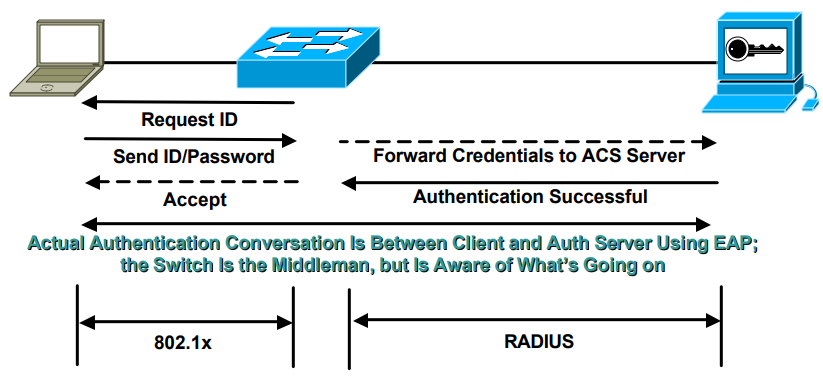 Request ID
Send ID/Password
Forward Credentials to ACS Server
Accept
Authentication Successful
Actual Authentication Conversation Is Between Client and Auth Server Using EAP;
the Switch Is the Middleman, but Is Aware of What's Going on
802.1x
RADIUS